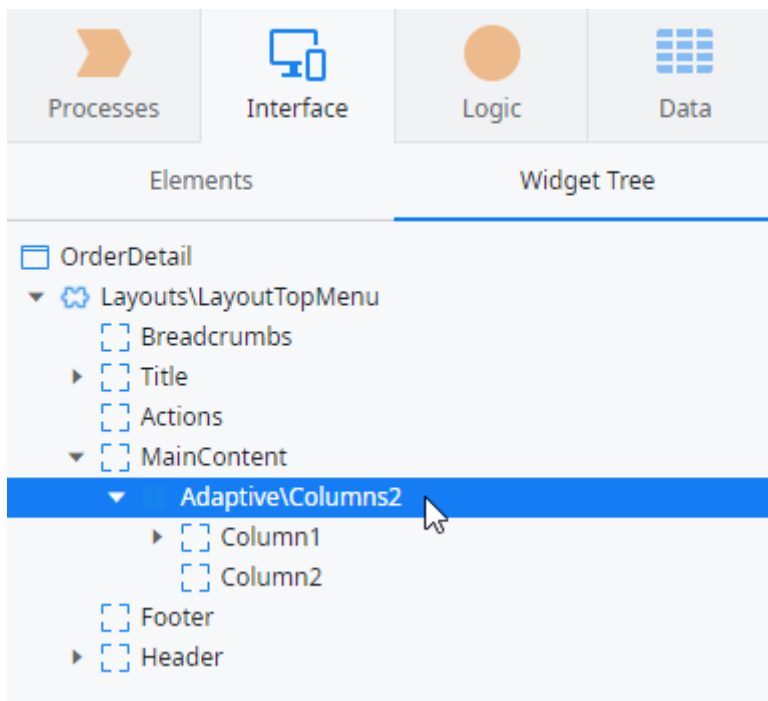 Processes Interface Logic Data
Elements Widget Tree
OrderDetail
Layouts\LayoutTopMenu
Breadcrumbs
Title
Actions
MainContent
Adaptive\Columns2
Column1
Column2
Footer
Header